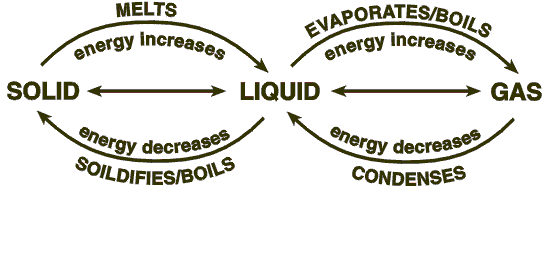 MELTS
energy increases
EVAPORATES/BOILS
energy increases
SOLID
LIQUID
GAS
energy decreases
SOILDIFIES/BOILS
energy decreases
CONDENSES